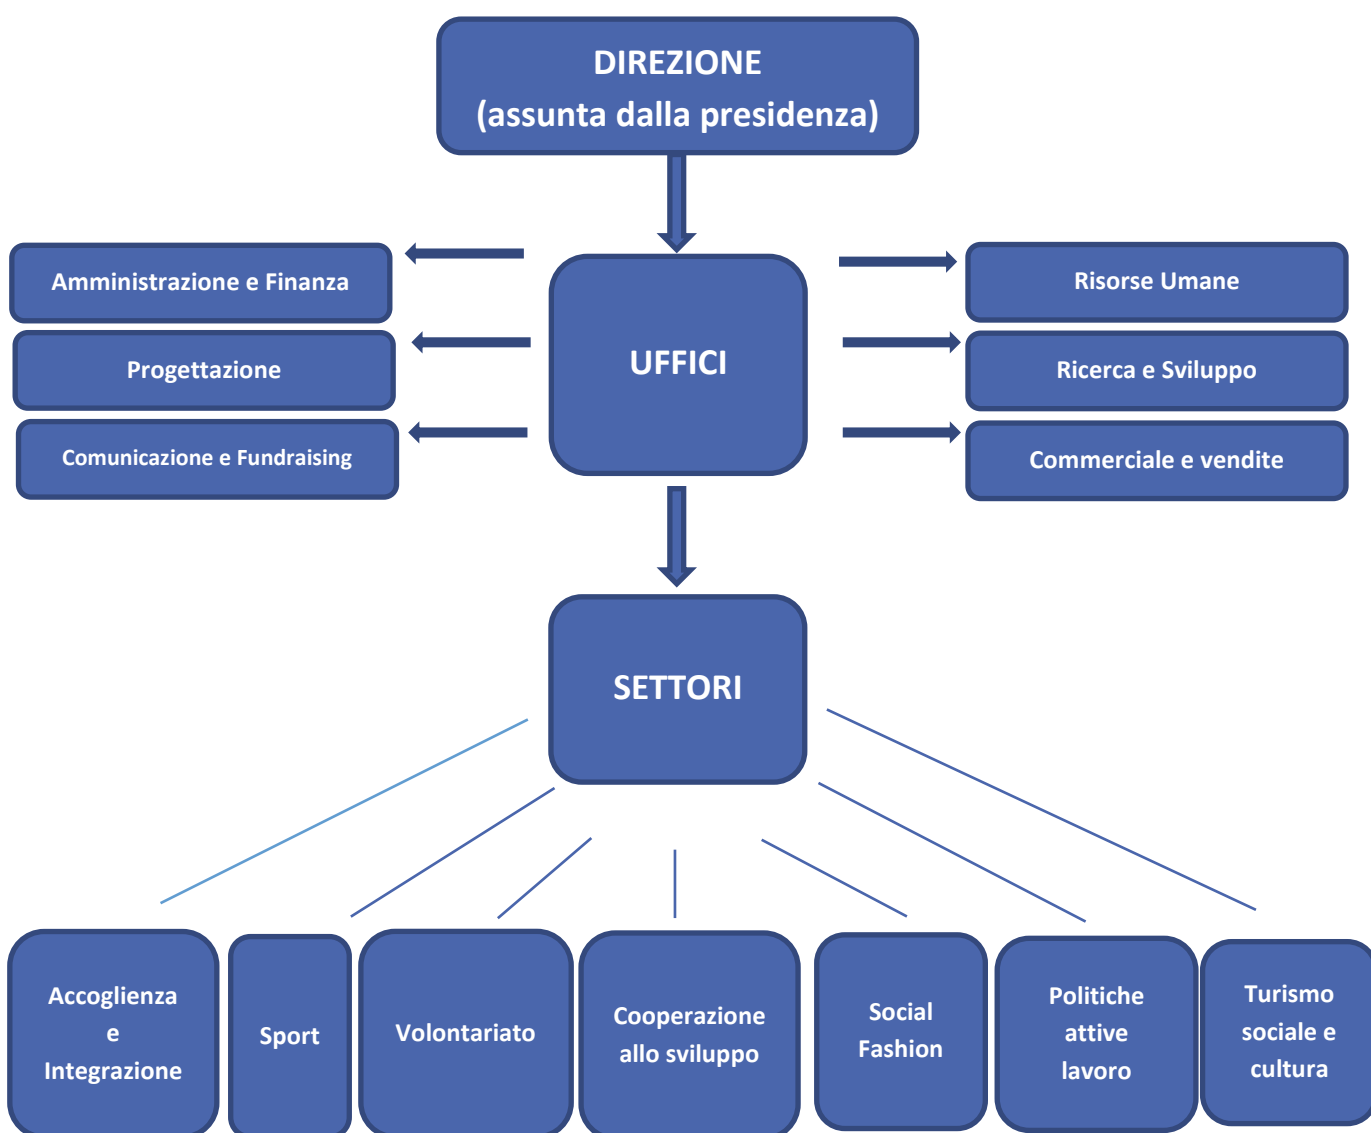 DIREZIONE
(assunta dalla presidenza)
Amministrazione e Finanza
Progettazione
Comunicazione e Fundraising
UFFICI
Risorse Umane
Ricerca e Sviluppo
Commerciale e vendite
SETTORI
Accoglienza
e
Integrazione
Sport
Volontariato
Cooperazione
allo sviluppo
Social
Fashion
Politiche
attive
lavoro
Turismo
sociale e
cultura